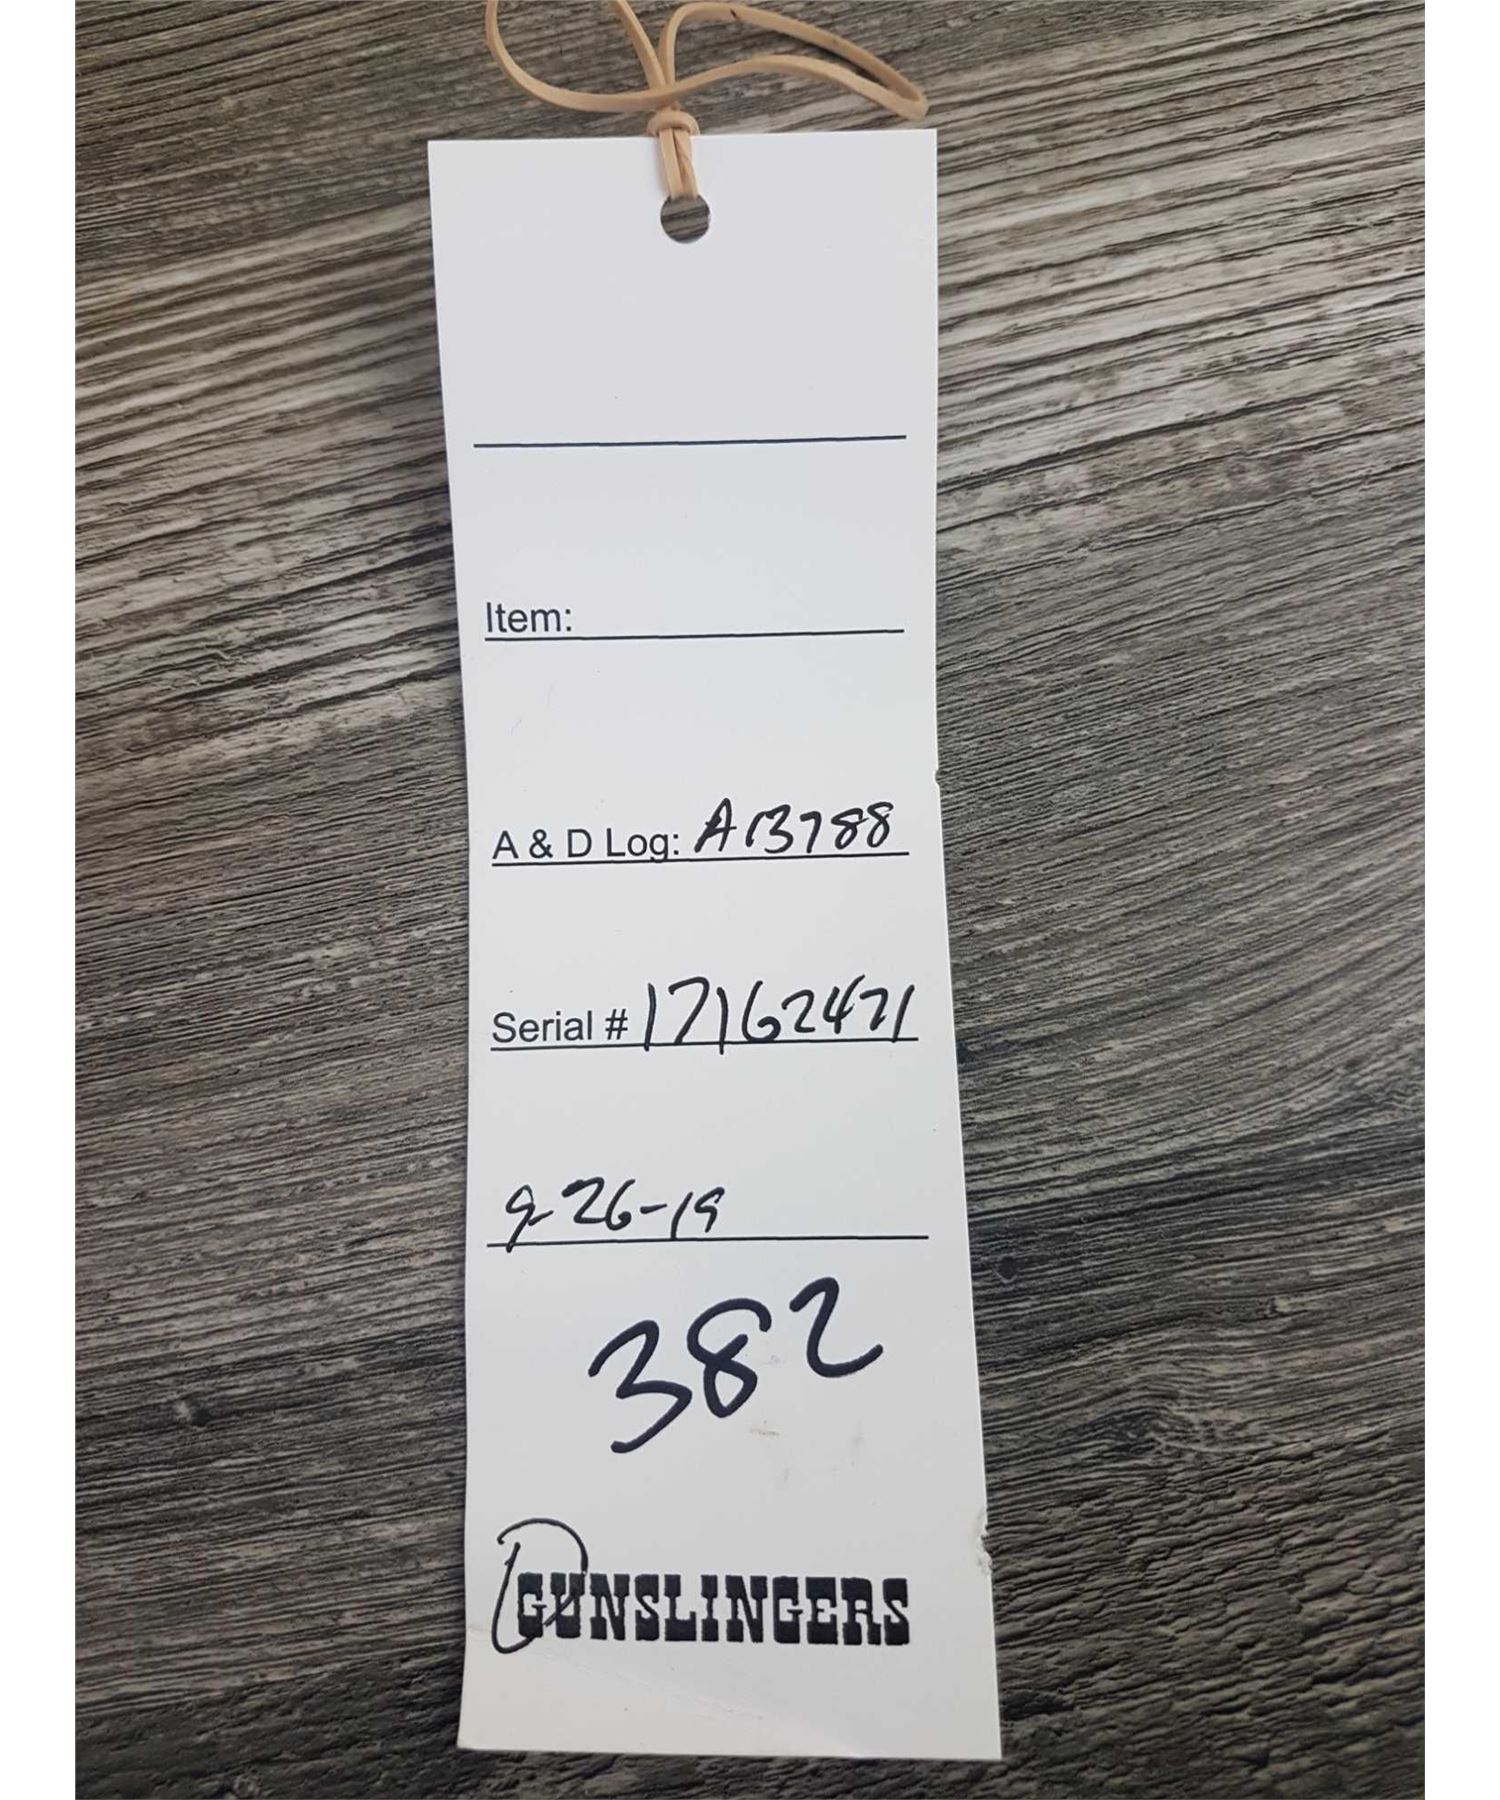 Item:
A & D Log: A13788
Serial # 17162471
9-26-19
382
GUNSLINGERS